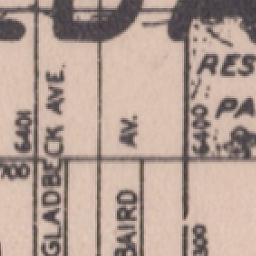 RES
PA
6401
GLADBECK AVE.
BAIRD AV.
6400
700
300